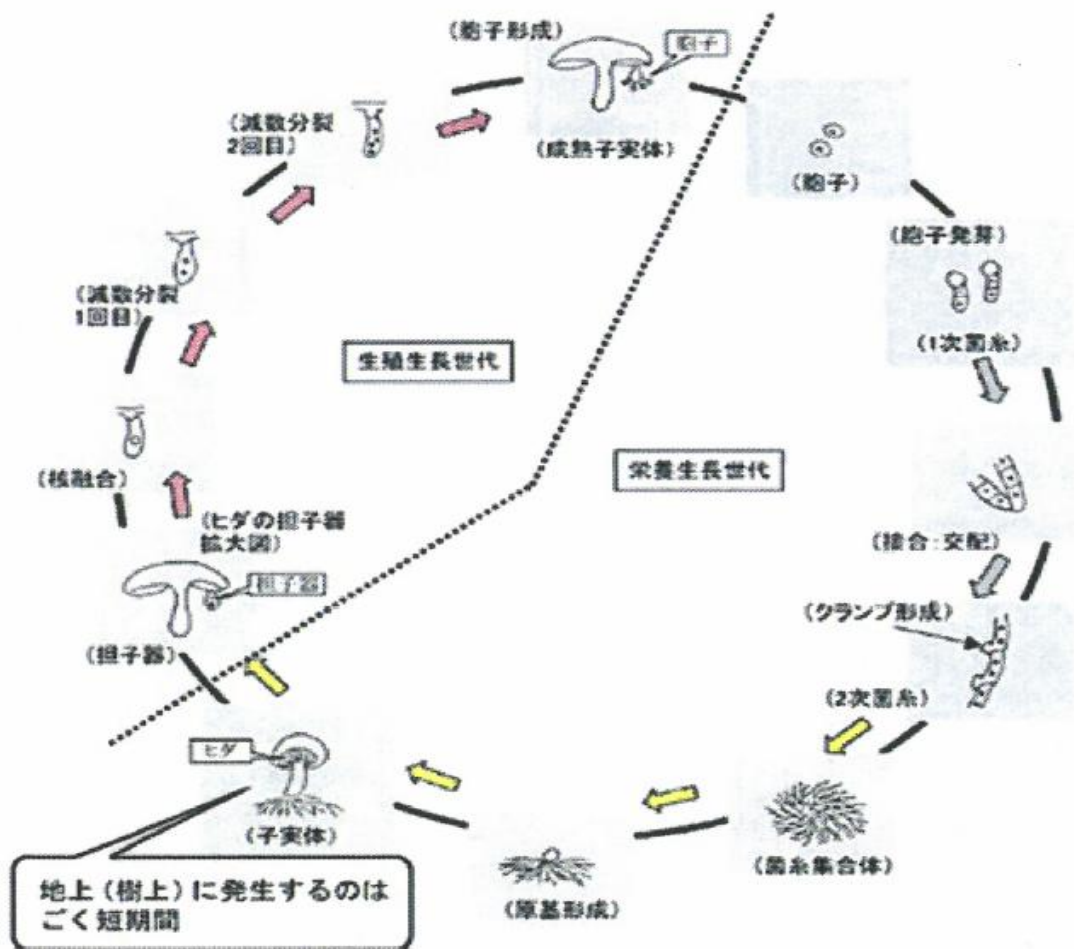 (胞子形成)
胞子
(成熟子実体)
(胞子)
(胞子発芽)
(1次菌糸)
(接合:交配)
(クランプ形成)
(2次菌糸)
(菌糸集合体)
(原基形成)
ヒダ
(子実体)
地上(樹上)に発生するのは
ごく短期間
(担子器)
担子器
(ヒダの担子器
拡大図)
(核融合)
(減数分裂
1回目)
(減数分裂
2回目)
生殖生長世代
栄養生長世代